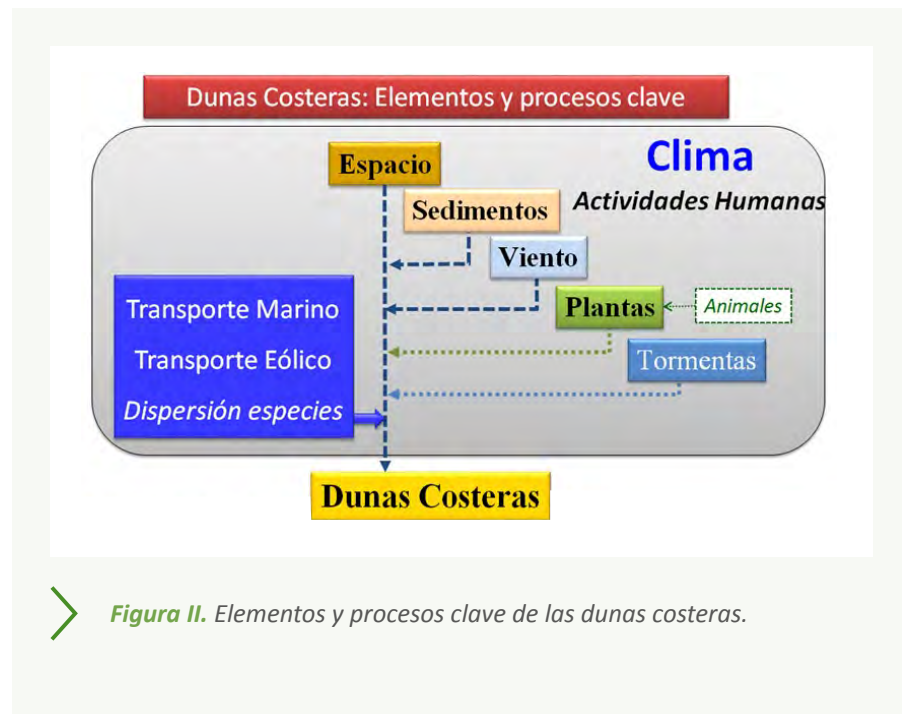 Dunas Costeras: Elementos y procesos clave
Espacio
Clima
Sedimentos
Actividades Humanas
Viento
Transporte Marino
Plantas
Animales
Transporte Eólico
Tormentas
Dispersión especies
Dunas Costeras
Figura II. Elementos y procesos clave de las dunas costeras.